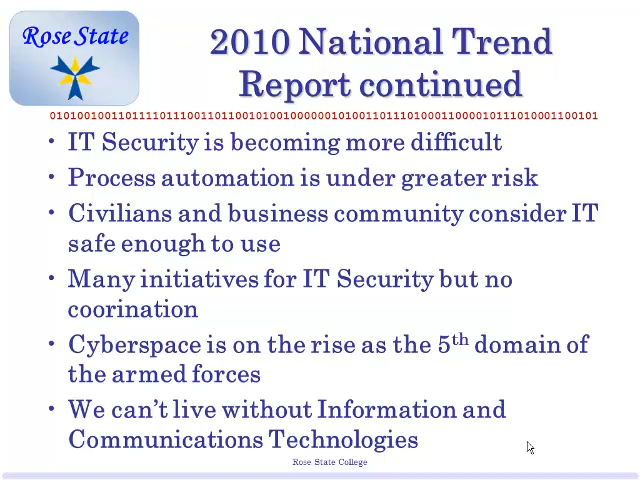 Rose State
2010 National Trend
Report continued
0101001001101111011100110110010100100000010100110111010001100001011101000110​0101
• IT Security is becoming more difficult
• Process automation is under greater risk
• Civilians and business community consider IT
safe enough to use
• Many initiatives for IT Security but no
coorination
• Cyberspace is on the rise as the 5th domain of
the armed forces
• We can't live without Information and
Communications Technologies
Rose State College